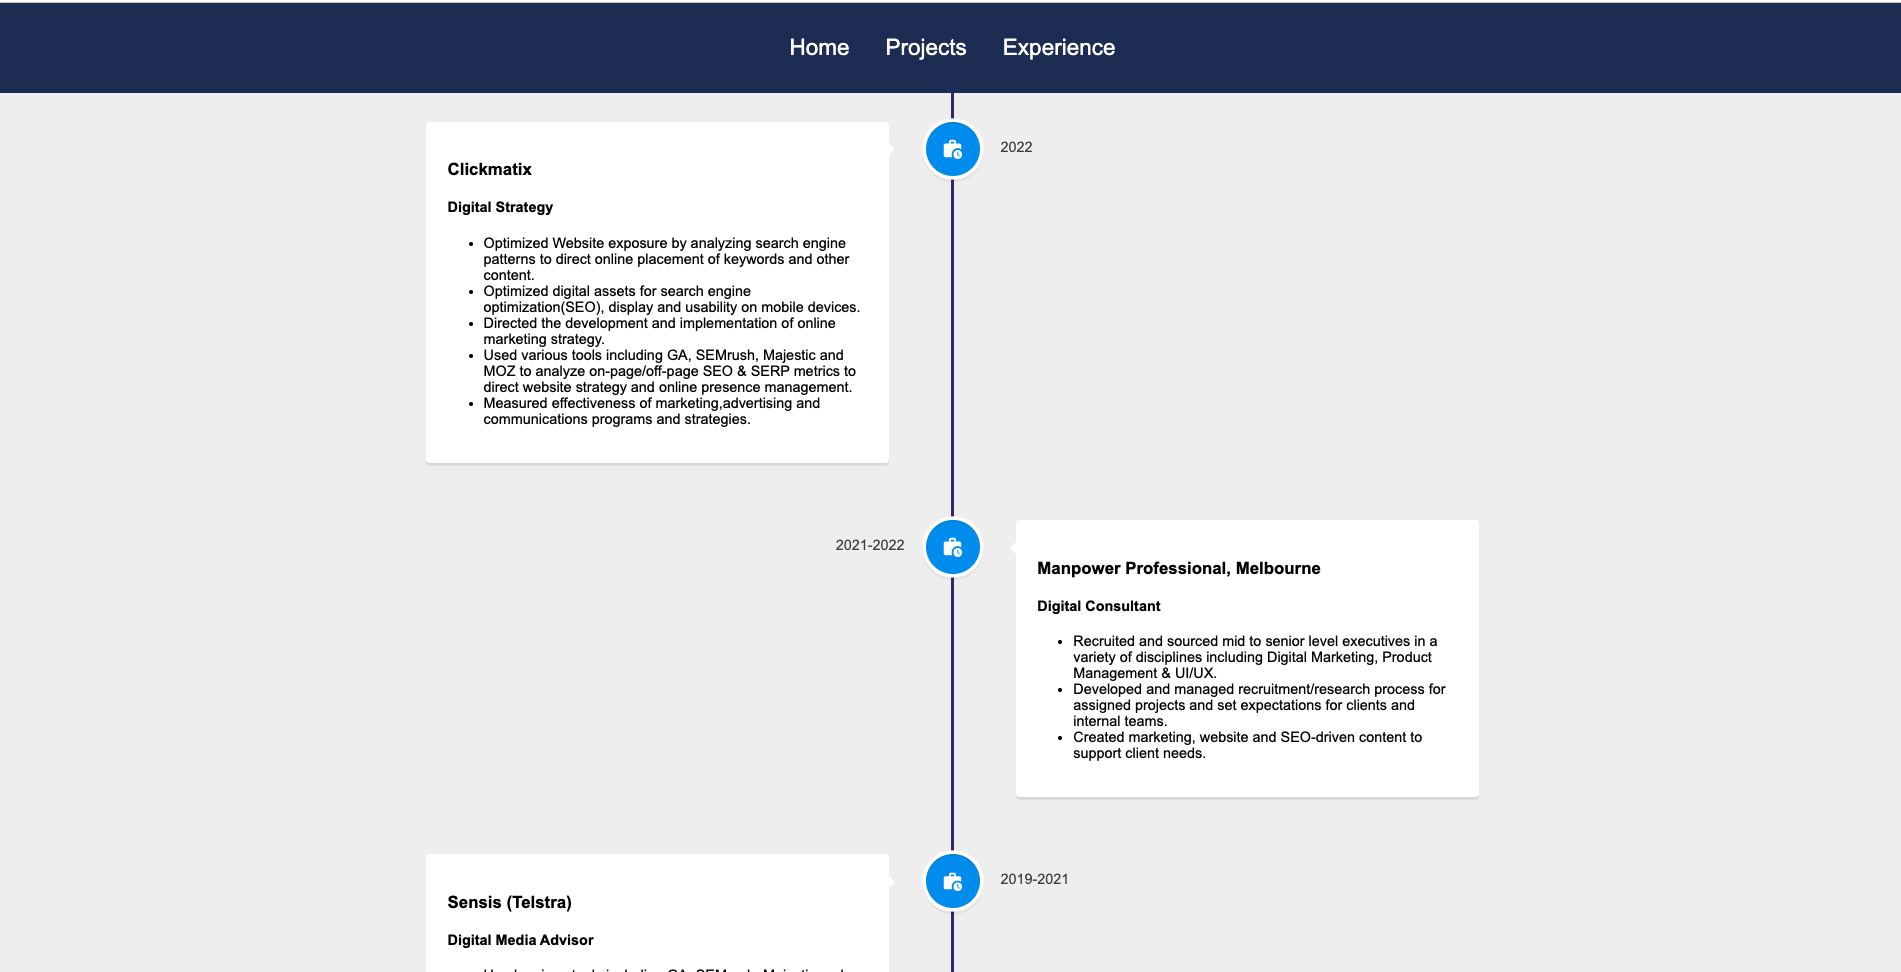 Home Projects Experience
Clickmatix
2022
Digital Strategy
Optimized Website exposure by analyzing search engine
patterns to direct online placement of keywords and other
content.
Optimized digital assets for search engine
optimization(SEO), display and usability on mobile devices.
Directed the development and implementation of online
marketing strategy.
Used various tools including GA, SEMrush, Majestic and
MOZ to analyze on-page/off-page SEO & SERP metrics to
direct website strategy and online presence management.
Measured effectiveness of marketing,advertising and
communications programs and strategies.
2021-2022
Manpower Professional, Melbourne
Digital Consultant
Recruited and sourced mid to senior level executives in a
variety of disciplines including Digital Marketing, Product
Management & UI/UX.
Developed and managed recruitment/research process for
assigned projects and set expectations for clients and
internal teams.
Created marketing, website and SEO-driven content to
support client needs.
2019-2021
Sensis (Telstra)
Digital Media Advisor